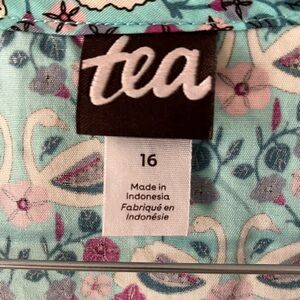 tea
16
Made in
Indonesia
Fabriqué en
Indonésie